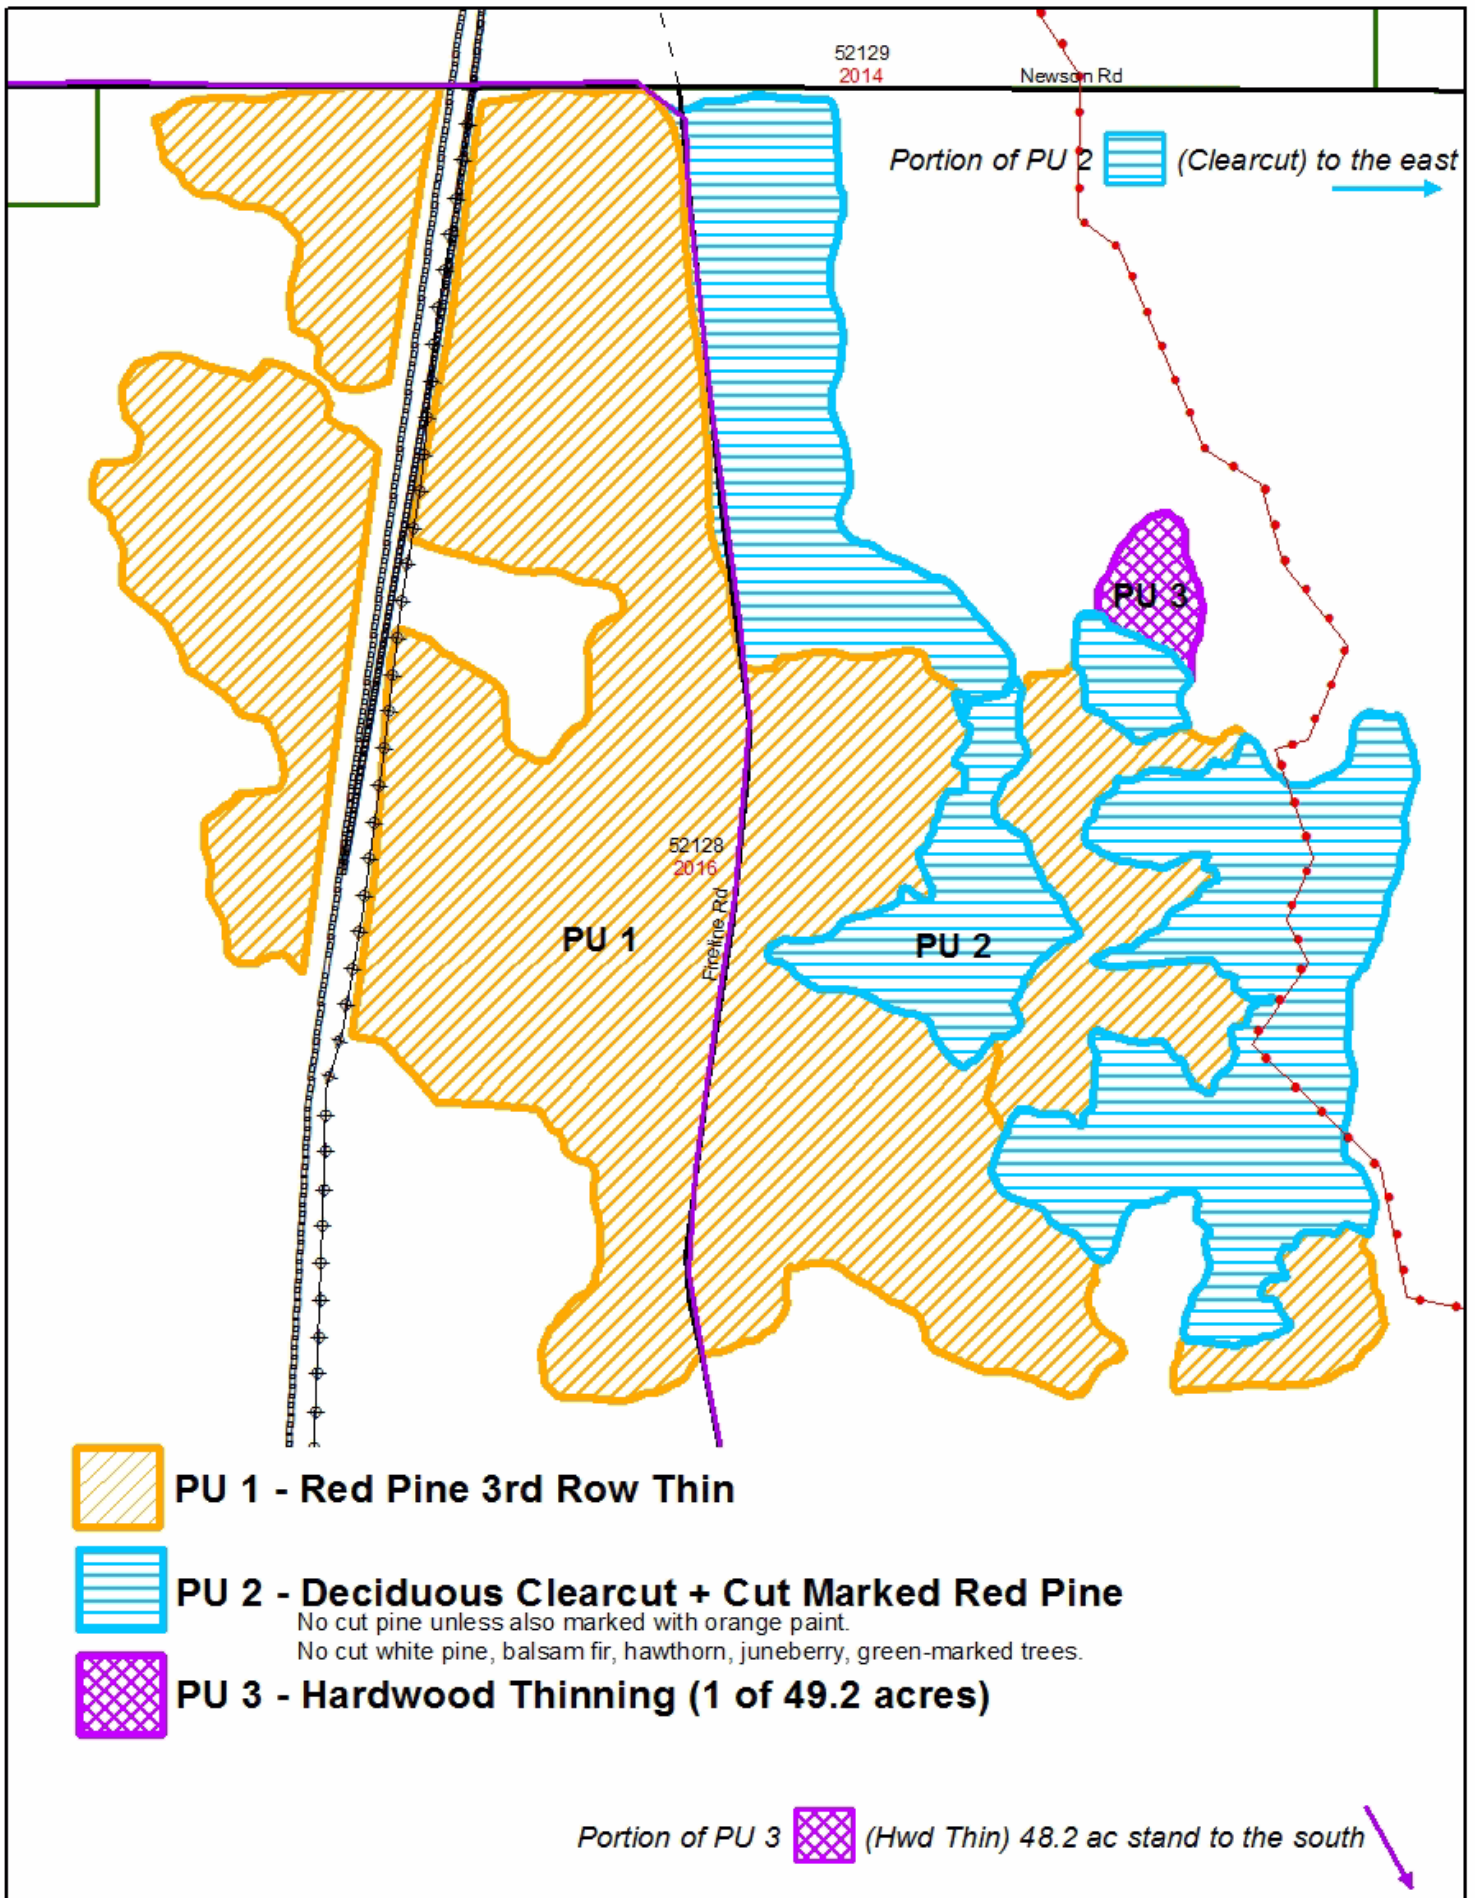 52129
2014
Newson Rd
Portion of PU 2 (Clearcut) to the east
PU 3
52128
2016
Fireline Rd
PU 1
PU 2
PU 1 - Red Pine 3rd Row Thin
PU 2 - Deciduous Clearcut + Cut Marked Red Pine
No cut pine unless also marked with orange paint.
No cut white pine, balsam fir, hawthorn, juneberry, green-marked trees.
PU 3 - Hardwood Thinning (1 of 49.2 acres)
Portion of PU 3 (Hwd Thin) 48.2 ac stand to the south